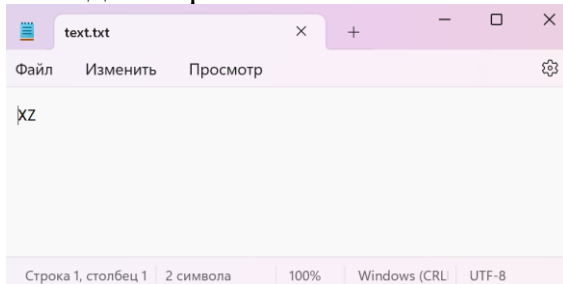 text.txt
Файл Изменить Просмотр
XZ
Строка 1, столбец 1 2 символа 100% Windows (CRL UTF-8